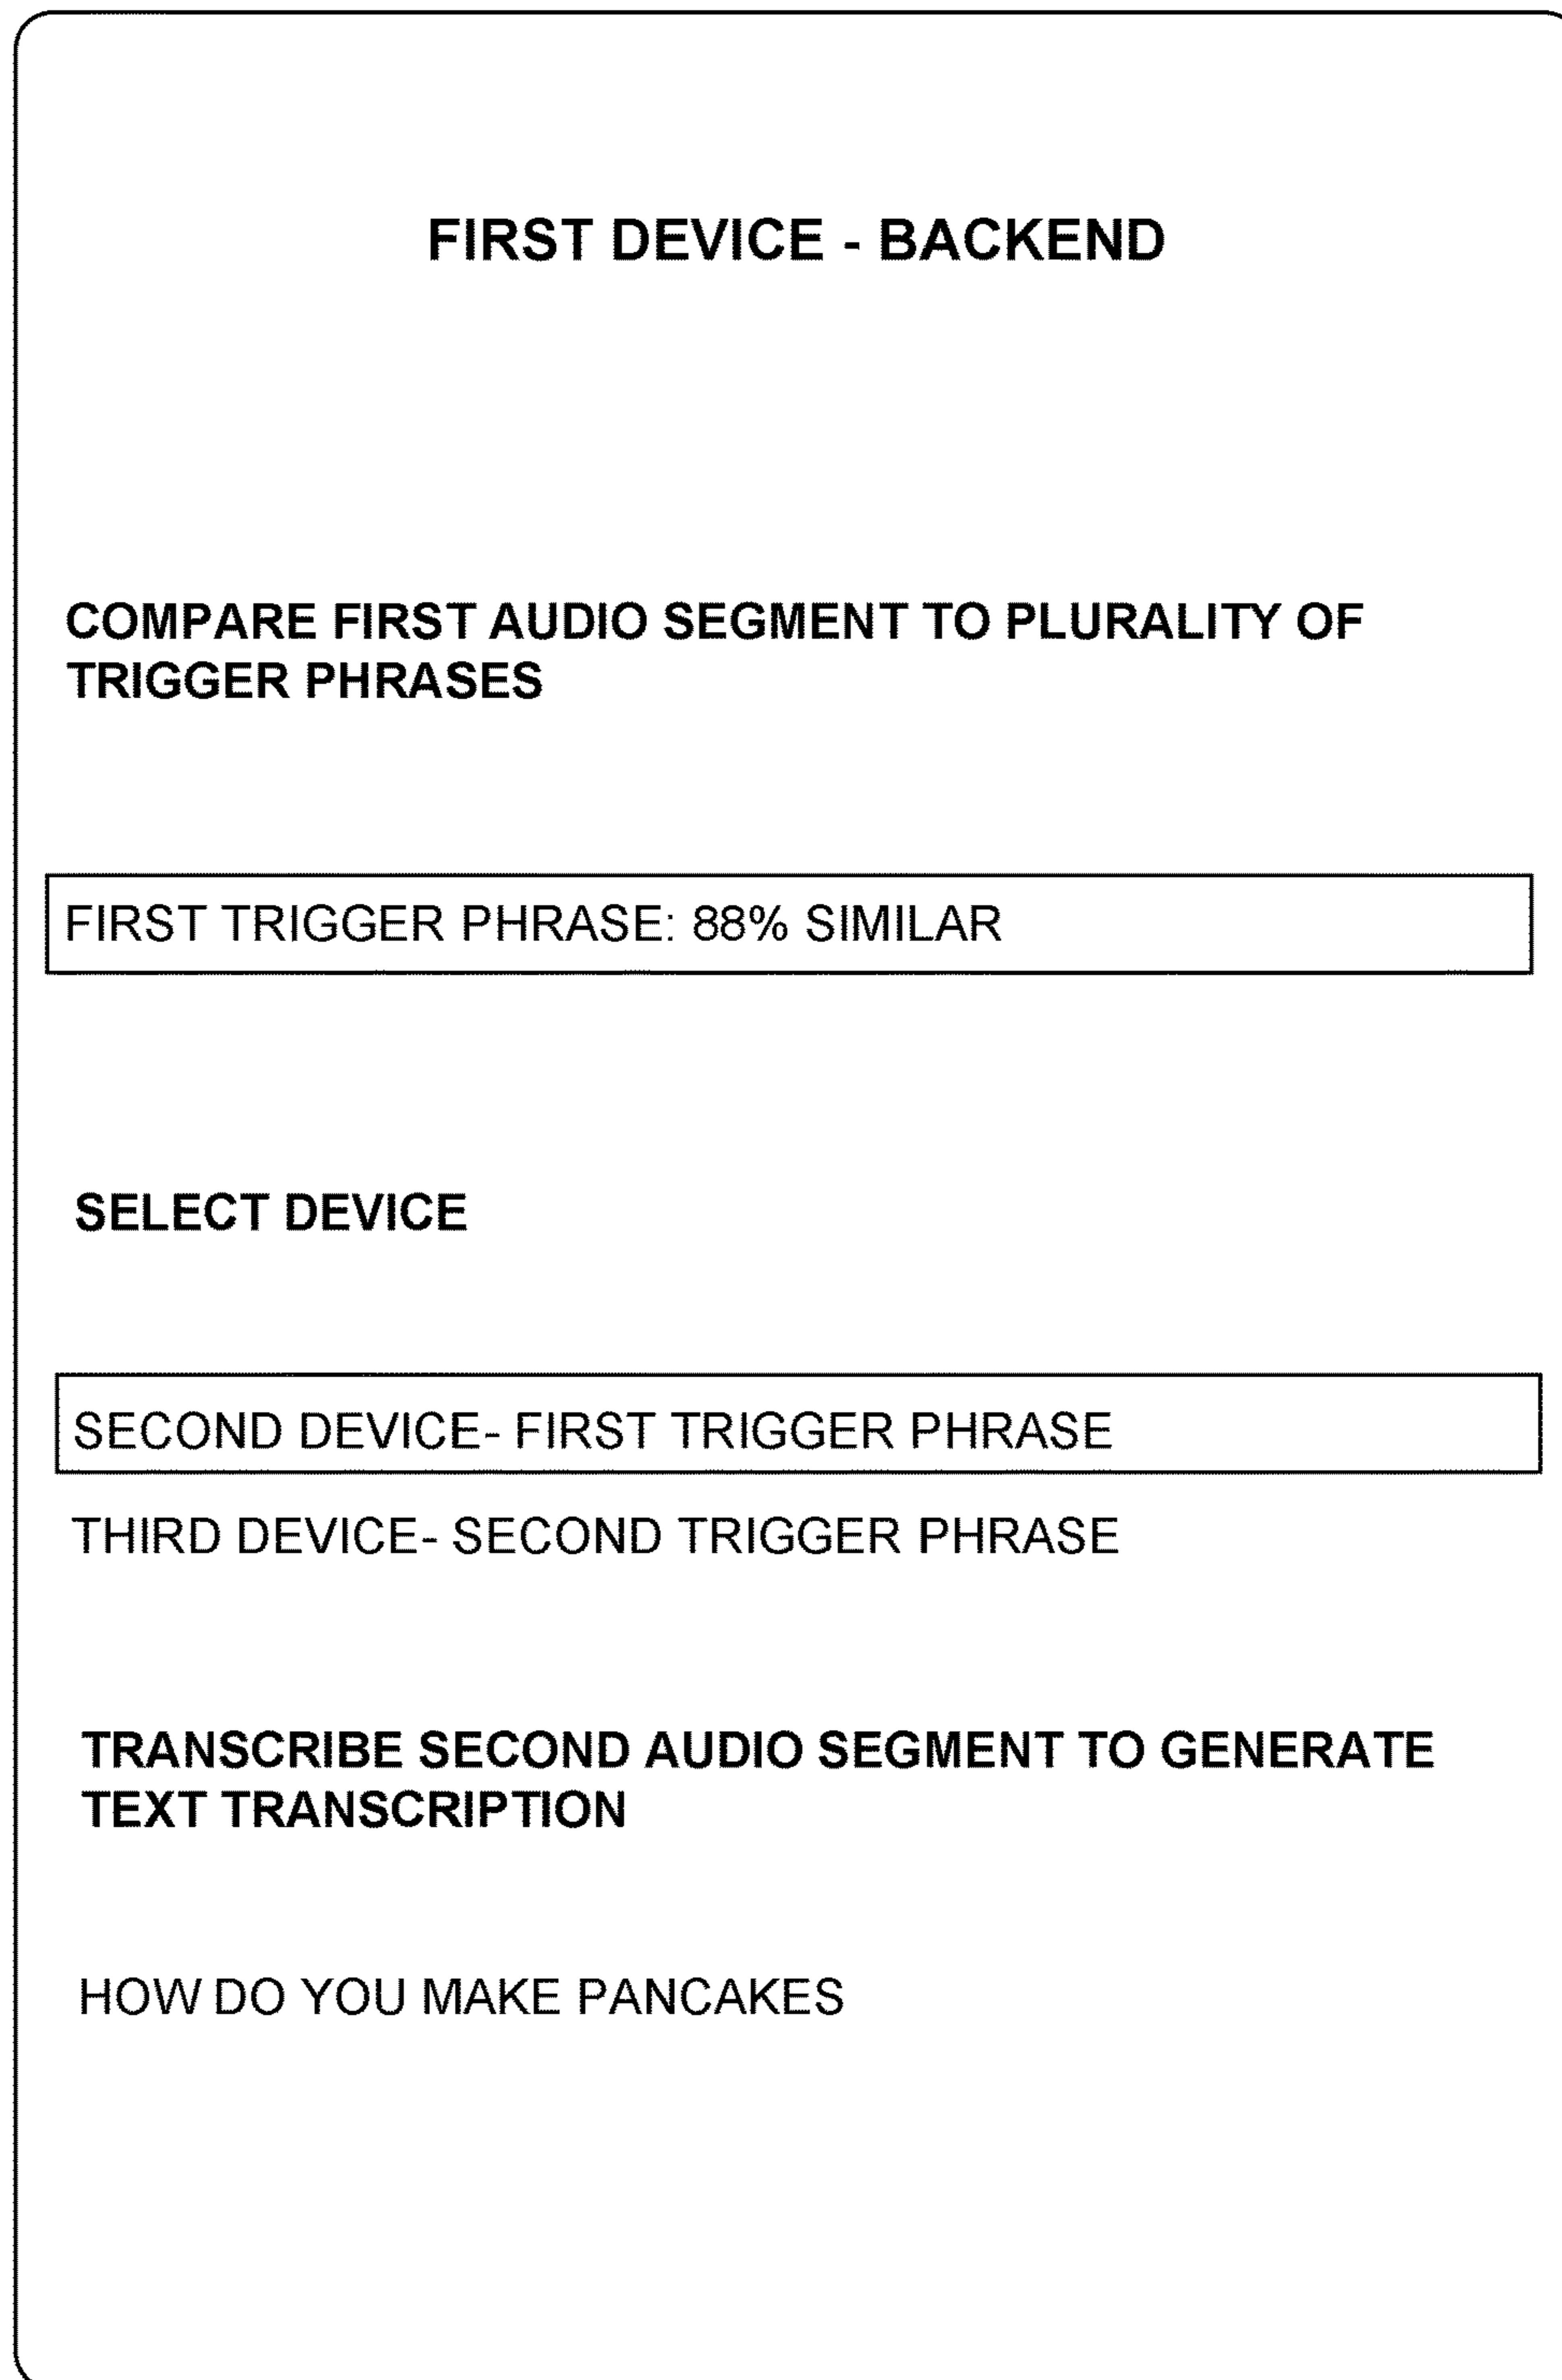 FIRST DEVICE - BACKEND
COMPARE FIRST AUDIO SEGMENT TO PLURALITY OF
TRIGGER PHRASES
FIRST TRIGGER PHRASE: 88% SIMILAR
SELECT DEVICE
SECOND DEVICE- FIRST TRIGGER PHRASE
THIRD DEVICE- SECOND TRIGGER PHRASE
TRANSCRIBE SECOND AUDIO SEGMENT TO GENERATE
TEXT TRANSCRIPTION
HOW DO YOU MAKE PANCAKES